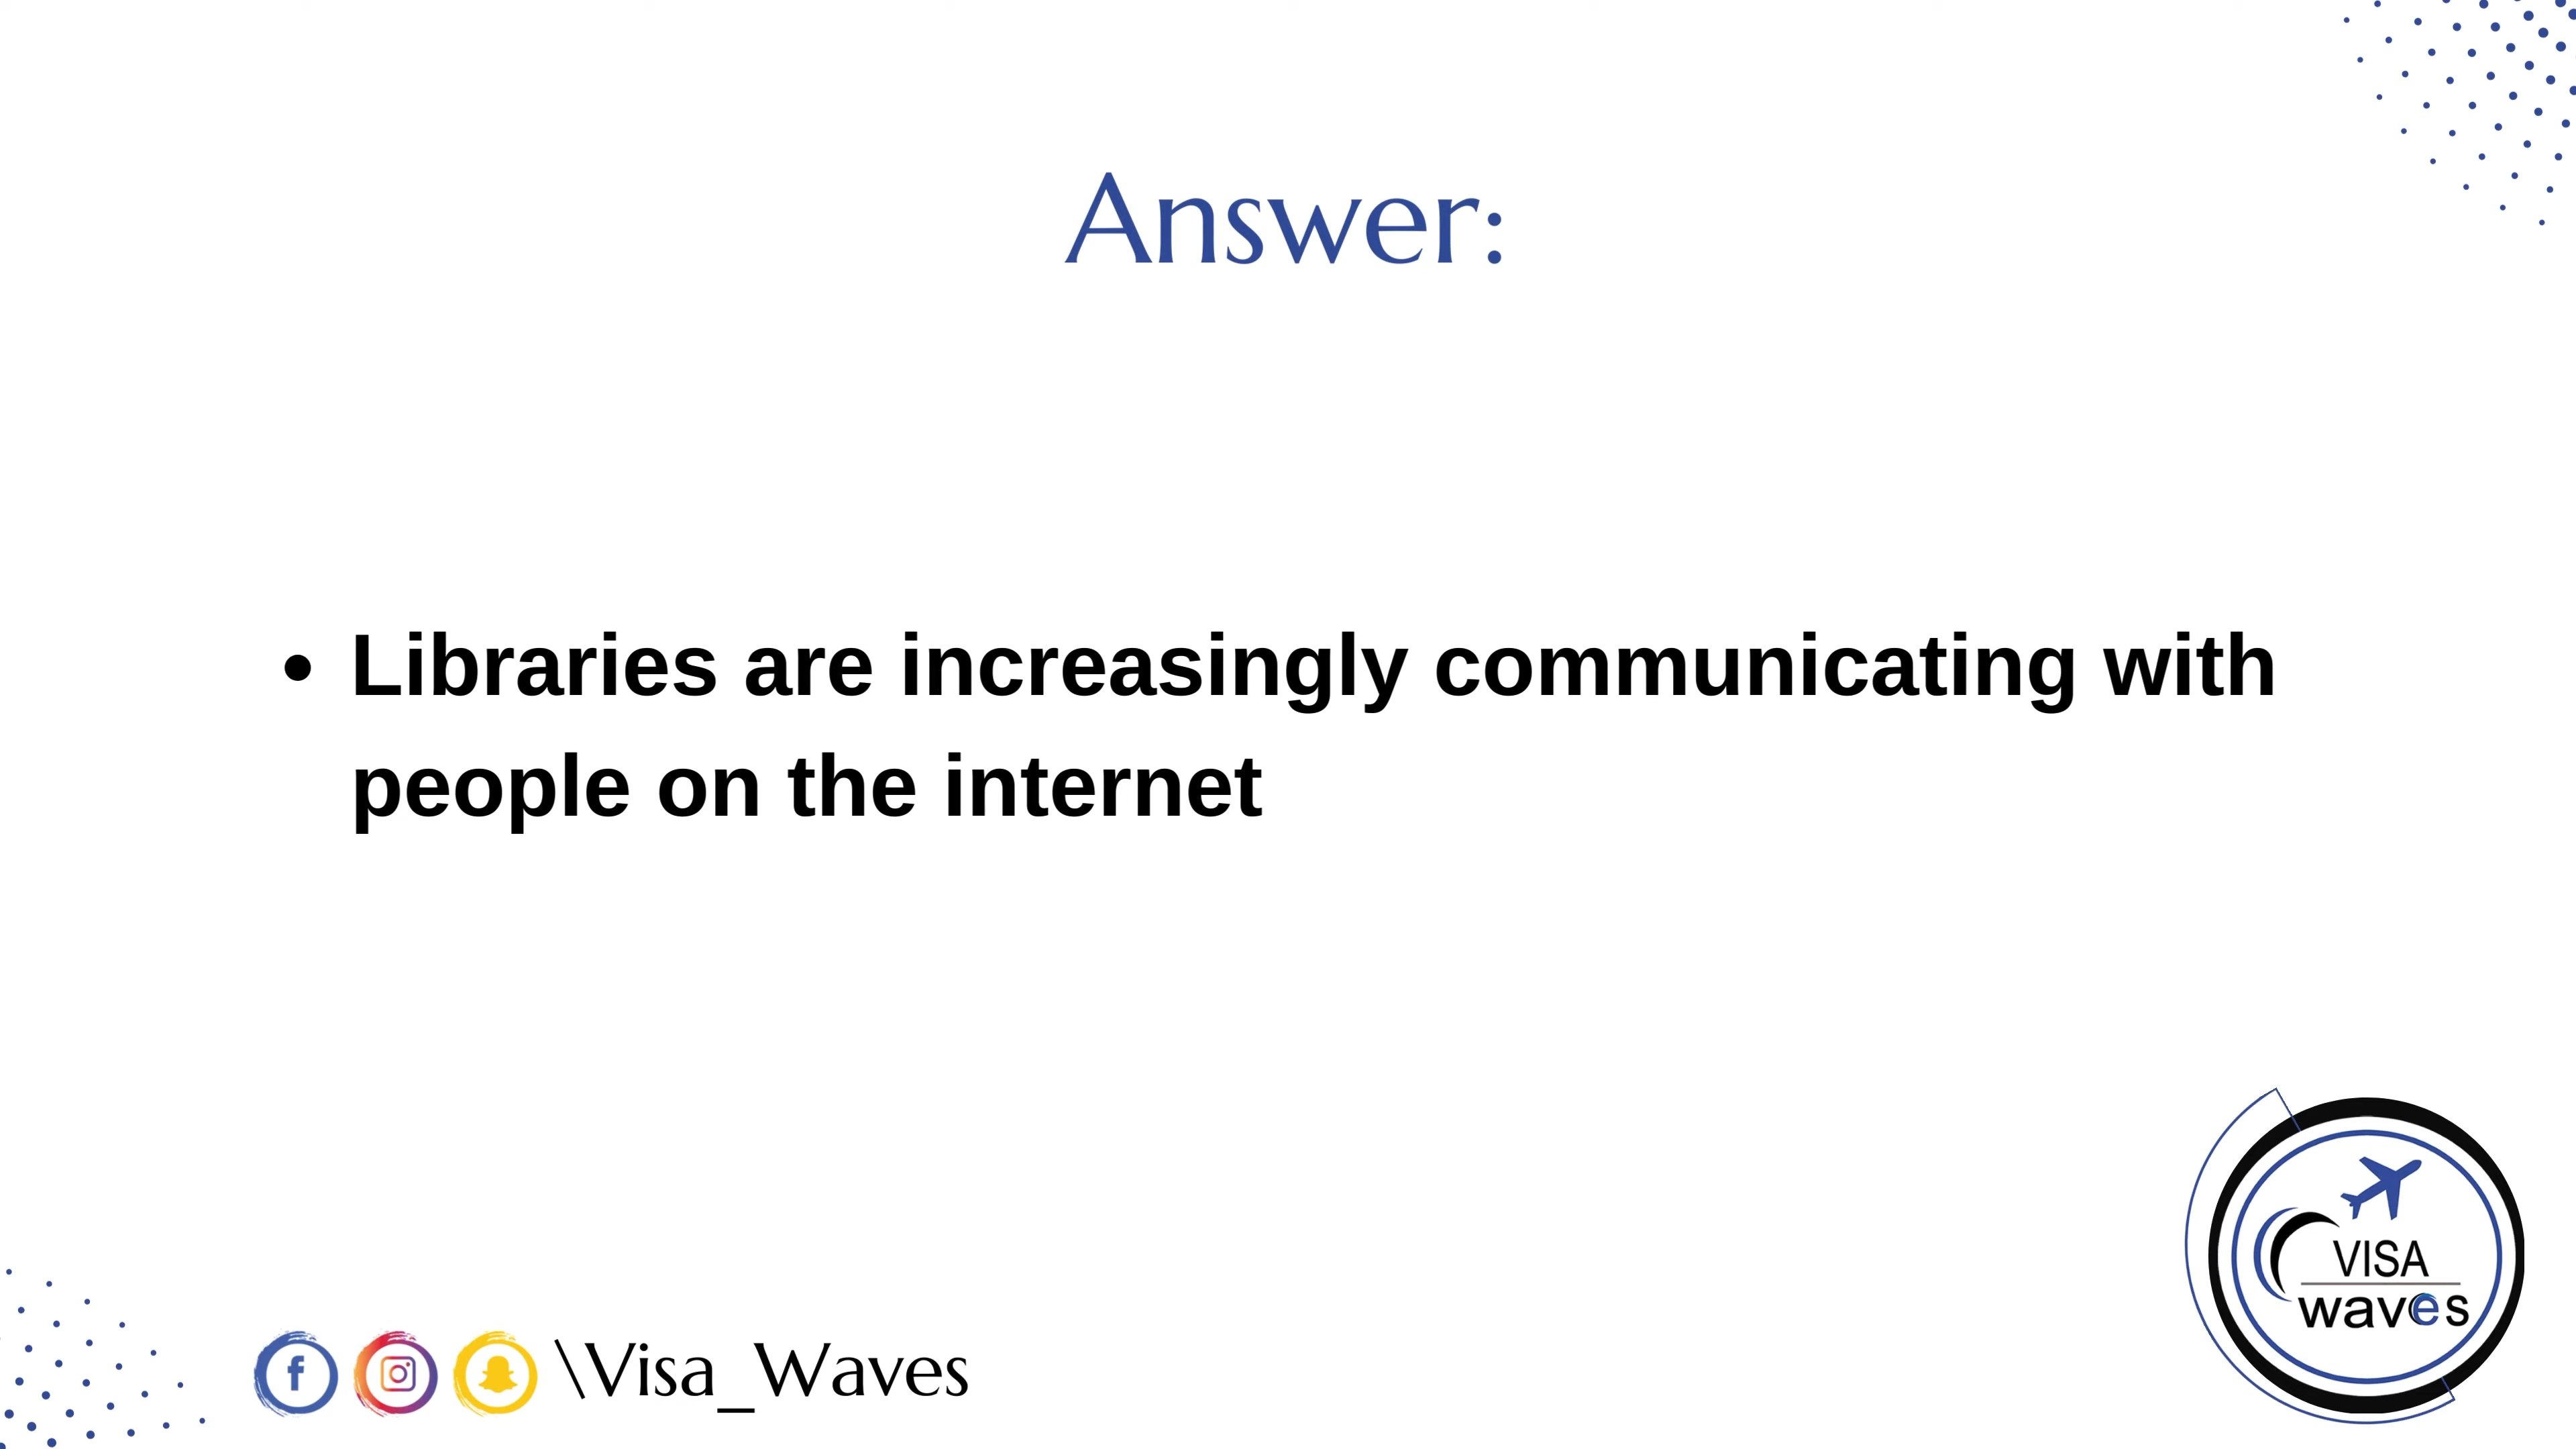 Answer:
• Libraries are increasingly communicating with
people on the internet
\Visa_Waves
VISA
waves